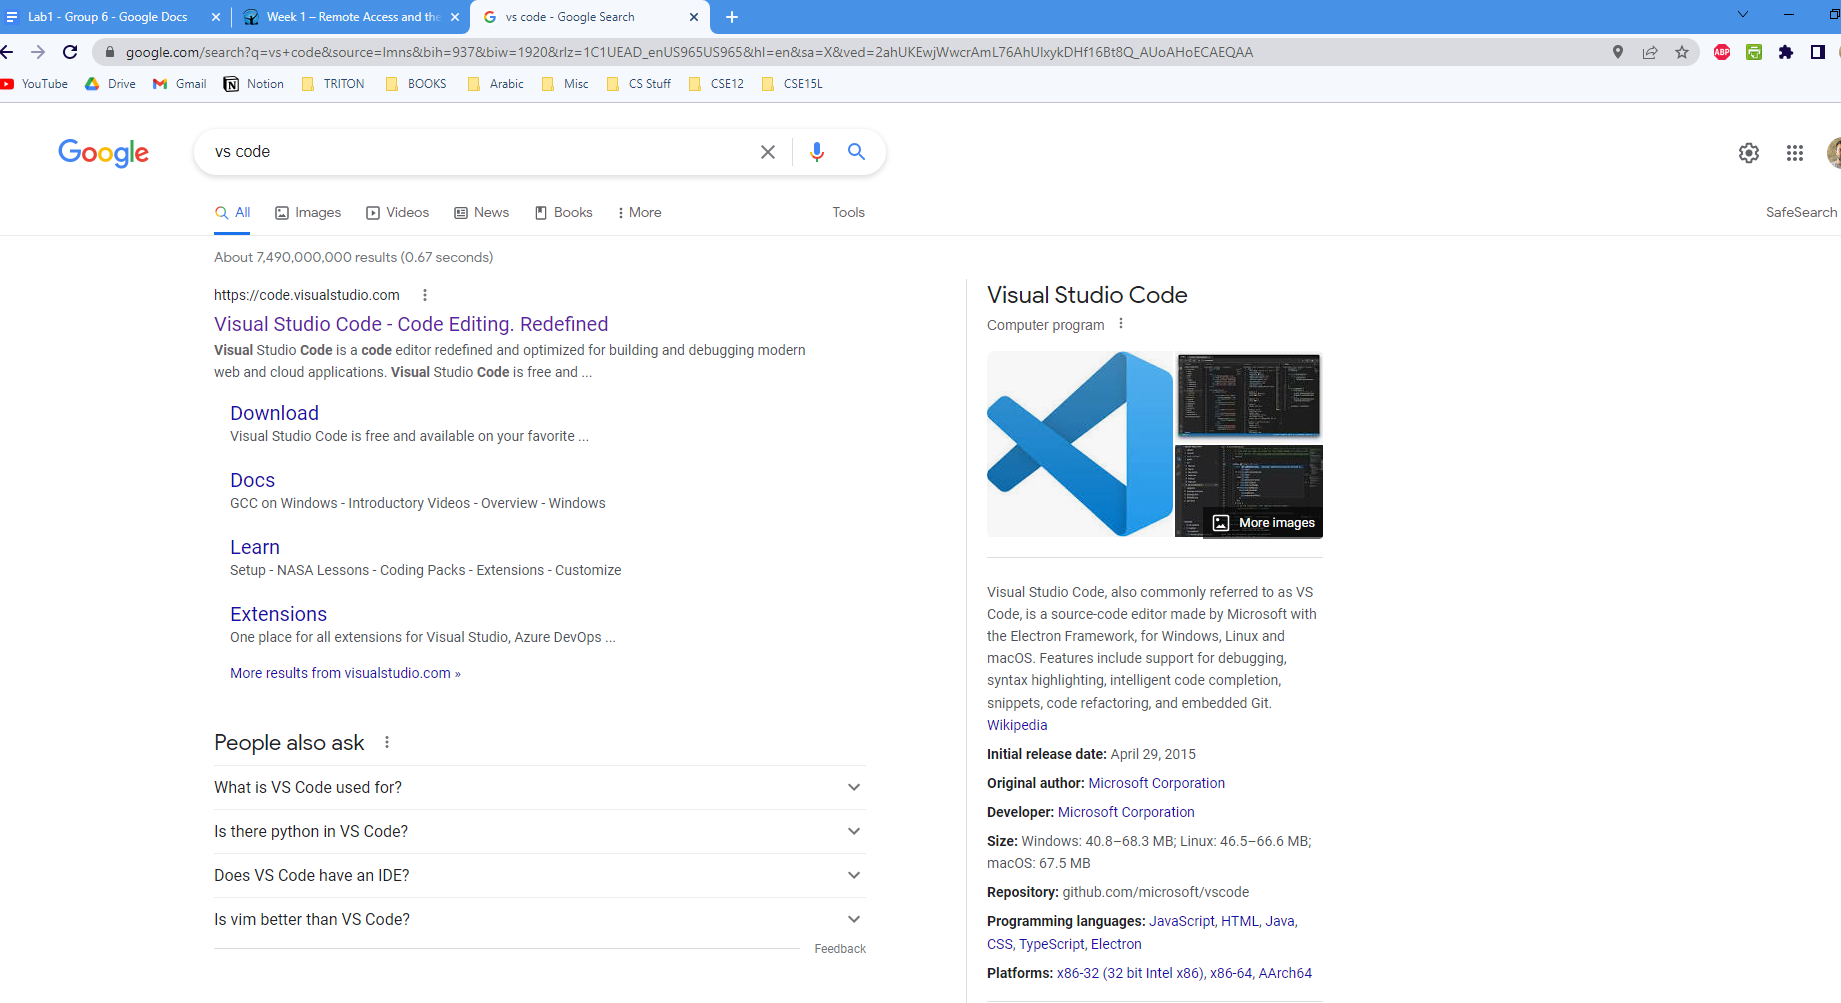 Lab1 - Group 6 - Google Docs
Week 1 – Remote Access and the
vs code - Google Search
google.com/search?q=vs+code&source=lmns&bih=937&biw=1920&rlz=1C1UEAD_enUS965US965&hl=en&sa=X&ved=2ahUKEwjWwcrAmL76AhUlxykDHf16Bt8Q_AUoAHoECAEQAA
ABP
YouTube
Drive
Gmail
Notion
TRITON
BOOKS
Arabic
Misc
CS Stuff
CSE12
CSE15L
Google
vs code
All
Images
Videos
News
Books
More
Tools
SafeSearch
About 7,490,000,000 results (0.67 seconds)
https://code.visualstudio.com
Visual Studio Code - Code Editing. Redefined
Visual Studio Code is a code editor redefined and optimized for building and debugging modern
web and cloud applications. Visual Studio Code is free and ...
Download
Visual Studio Code is free and available on your favorite ...
Docs
GCC on Windows - Introductory Videos - Overview - Windows
Learn
Setup - NASA Lessons - Coding Packs - Extensions - Customize
Extensions
One place for all extensions for Visual Studio, Azure DevOps ...
More results from visualstudio.com »
People also ask
What is VS Code used for?
Is there python in VS Code?
Does VS Code have an IDE?
Is vim better than VS Code?
Feedback
Visual Studio Code
Computer program
More images
Visual Studio Code, also commonly referred to as VS
Code, is a source-code editor made by Microsoft with
the Electron Framework, for Windows, Linux and
macOS. Features include support for debugging,
syntax highlighting, intelligent code completion,
snippets, code refactoring, and embedded Git.
Wikipedia
Initial release date: April 29, 2015
Original author: Microsoft Corporation
Developer: Microsoft Corporation
Size: Windows: 40.8–68.3 MB; Linux: 46.5–66.6 MB;
macOS: 67.5 MB
Repository: github.com/microsoft/vscode
Programming languages: JavaScript, HTML, Java,
CSS, TypeScript, Electron
Platforms: x86-32 (32 bit Intel x86), x86-64, AArch64